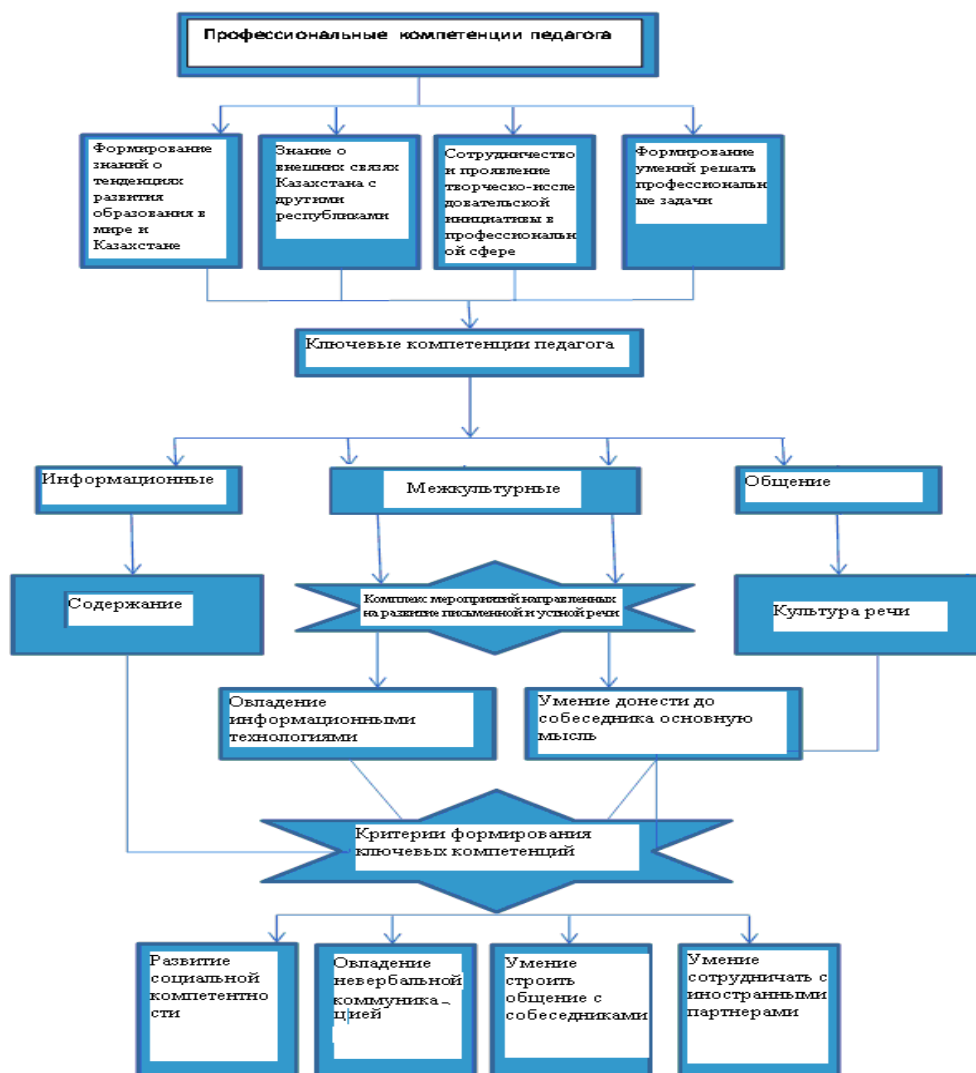 Профессиональные компетенции педагога
Формирование
знаний о
тенденциях
развития
образования в
мире и
Казахстане
Знание о
внешних связях
Казахстана с
другими
республиками
Сотрудничество
и проявление
творческо-иссле
довательской
инициативы в
профессиональн
ой сфере
Формирование
умений решать
профессиональн
ые задачи
Ключевые компетенции педагога
Информационные
Межкультурные
Общение
Содержание
Комплекс мероприятий направленных
на развитие письменной и устной речи
Культура речи
Овладение
информационными
технологиями
Умение донести до
собеседника основную
мысль
Критерии формирования
ключевых компетенций
Развитие
социальной
компетентно
сти
Овладение
невербальной
коммуника-
цией
Умение
строить
общение с
собеседниками
Умение
сотрудничать с
иностранными
партнерами